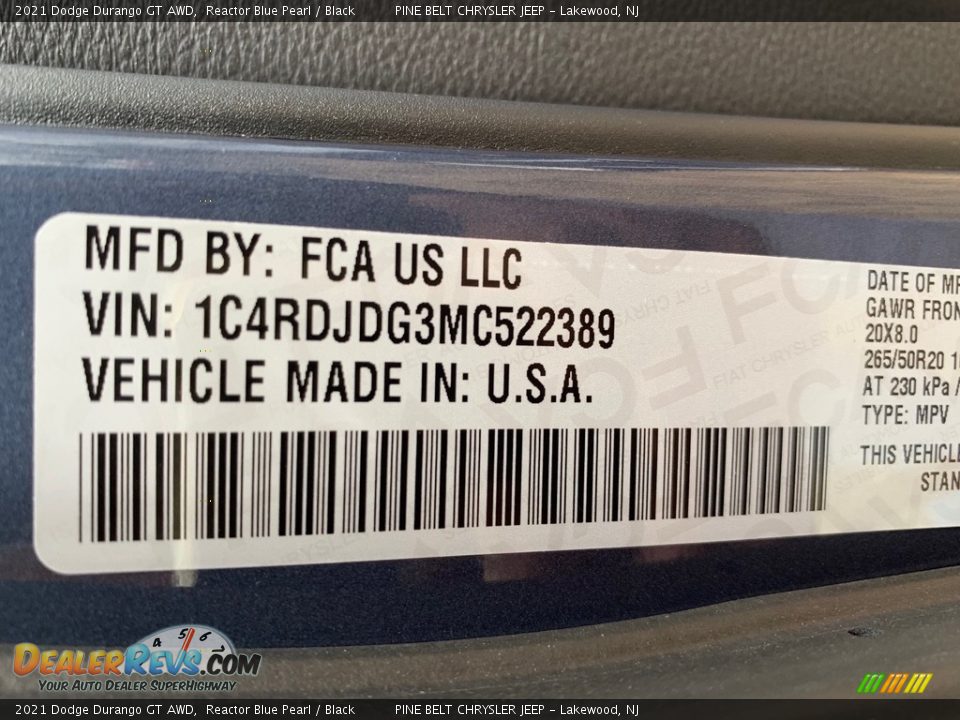 2021 Dodge Durango GT AWD, Reactor Blue Pearl / Black PINE BELT CHRYSLER JEEP - Lakewood, NJ
MFD BY: FCA US LLC
VIN: 1C4RDJDG3MC522389
VEHICLE MADE IN: U.S.A.
DATE OF
GAWR
20X8.0
265/50R20
AT 230 kPa /
TYPE: MPV
THIS
4 5 6
DEALERREVS.COM
YOUR AUTO DEALER SUPERHIGHWAY
2021 Dodge Durango GT AWD, Reactor Blue Pearl / Black PINE BELT CHRYSLER JEEP - Lakewood, NJ